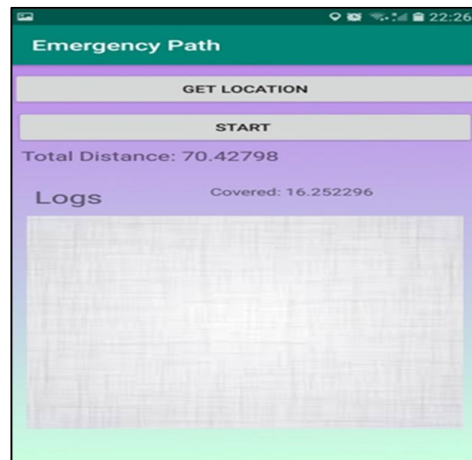 22:26
Emergency Path
GET LOCATION
START
Total Distance: 70.42798
Logs
Covered: 16.252296